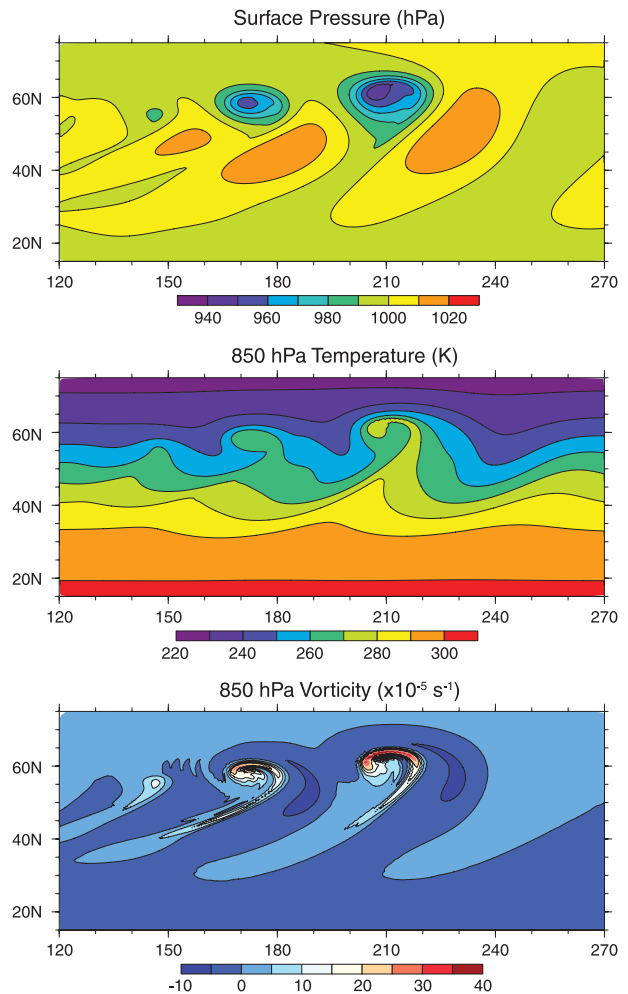 Surface Pressure (hPa)
60N
40N
20N
120 150 180 210 240 270
940 960 980 1000 1020
850 hPa Temperature (K)
60N
40N
20N
120 150 180 210 240 270
220 240 260 280 300
850 hPa Vorticity (x10⁻⁵ s⁻¹)
60N
40N
20N
120 150 180 210 240 270
-10 0 10 20 30 40